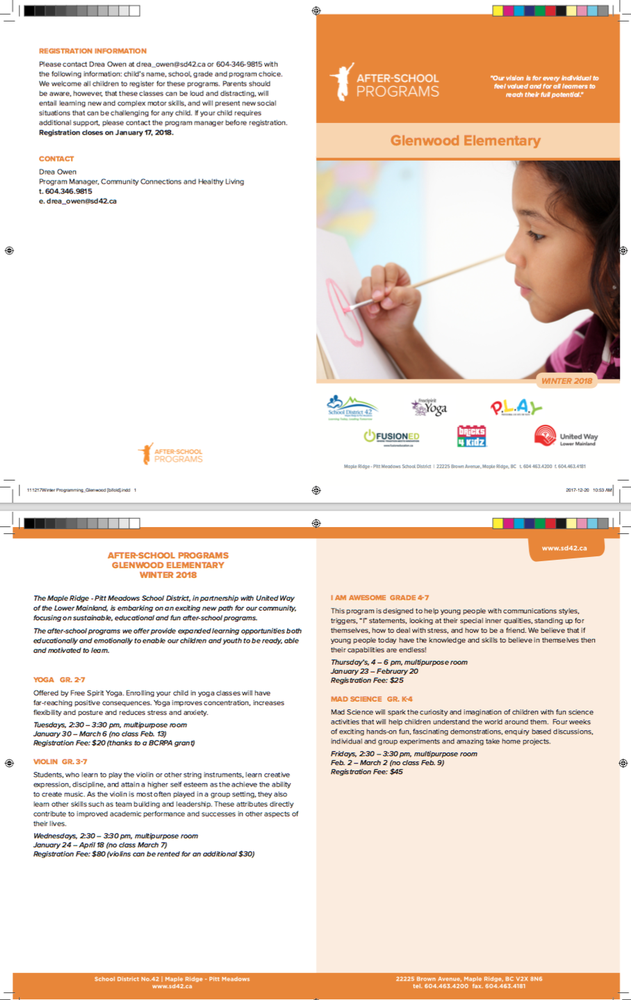 REGISTRATION INFORMATION
Please contact Drea Owen at drea_owen@sd42.ca or 604-346-9815 with
the following information: child's name, school, grade and program choice.
We welcome all children to register for these programs. Parents should
be aware, however, that these classes can be loud and distracting, will
entail learning new and complex motor skills, and will present new social
situations that can be challenging for any child. If your child requires
additional support, please contact the program manager before registration.
Registration closes on January 17, 2018.
CONTACT
Drea Owen
Program Manager, Community Connections and Healthy Living
t. 604.346.9815
e. drea_owen@sd42.ca
AFTER-SCHOOL
PROGRAMS
AFTER-SCHOOL
PROGRAMS
"Our vision is for every individual to
feel valued and for all learners to
reach their full potential."
Glenwood Elementary
WINTER 2018
School District 42
FreeSpirit
Yoga
P.L.A.Y
FUSIONED
BRICKS
4 KIDZ
United Way
Lower Mainland
Maple Ridge - Pitt Meadows School District | 22225 Brown Avenue, Maple Ridge, BC t. 604 463.4200 f. 604.463.4181
111217Winter Programming_Glenwood [bifold].indd 1
2017-12-20 10:53 AM
www.sd42.ca
AFTER-SCHOOL PROGRAMS
GLENWOOD ELEMENTARY
WINTER 2018
The Maple Ridge - Pitt Meadows School District, in partnership with United Way
of the Lower Mainland, is embarking on an exciting new path for our community,
focusing on sustainable, educational and fun after-school programs.
The after-school programs we offer provide expanded learning opportunities both
educationally and emotionally to enable our children and youth to be ready, able
and motivated to learn.
YOGA GR. 2-7
Offered by Free Spirit Yoga. Enrolling your child in yoga classes will have
far-reaching positive consequences. Yoga improves concentration, increases
flexibility and posture and reduces stress and anxiety.
Tuesdays, 2:30 – 3:30 pm, multipurpose room
January 30 – March 6 (no class Feb. 13)
Registration Fee: $20 (thanks to a BCRPA grant)
VIOLIN GR. 3-7
Students, who learn to play the violin or other string instruments, learn creative
expression, discipline, and attain a higher self esteem as the achieve the ability
to create music. As the violin is most often played in a group setting, they also
learn other skills such as team building and leadership. These attributes directly
contribute to improved academic performance and successes in other aspects of
their lives.
Wednesdays, 2:30 – 3:30 pm, multipurpose room
January 24 – April 18 (no class March 7)
Registration Fee: $80 (violins can be rented for an additional $30)
I AM AWESOME GRADE 4-7
This program is designed to help young people with communications styles,
triggers, "I" statements, looking at their special inner qualities, standing up for
themselves, how to deal with stress, and how to be a friend. We believe that if
young people today have the knowledge and skills to believe in themselves then
their capabilities are endless!
Thursday's, 4 – 6 pm, multipurpose room
January 23 – February 20
Registration Fee: $25
MAD SCIENCE GR. K-4
Mad Science will spark the curiosity and imagination of children with fun science
activities that will help children understand the world around them. Four weeks
of exciting hands-on fun, fascinating demonstrations, enquiry based discussions,
individual and group experiments and amazing take home projects.
Fridays, 2:30 – 3:30 pm, multipurpose room
Feb. 2 – March 2 (no class Feb. 9)
Registration Fee: $45
School District No.42 | Maple Ridge - Pitt Meadows
www.sd42.ca
22225 Brown Avenue, Maple Ridge, BC V2X 8N6
tel. 604.463.4200 fax. 604.463.4181